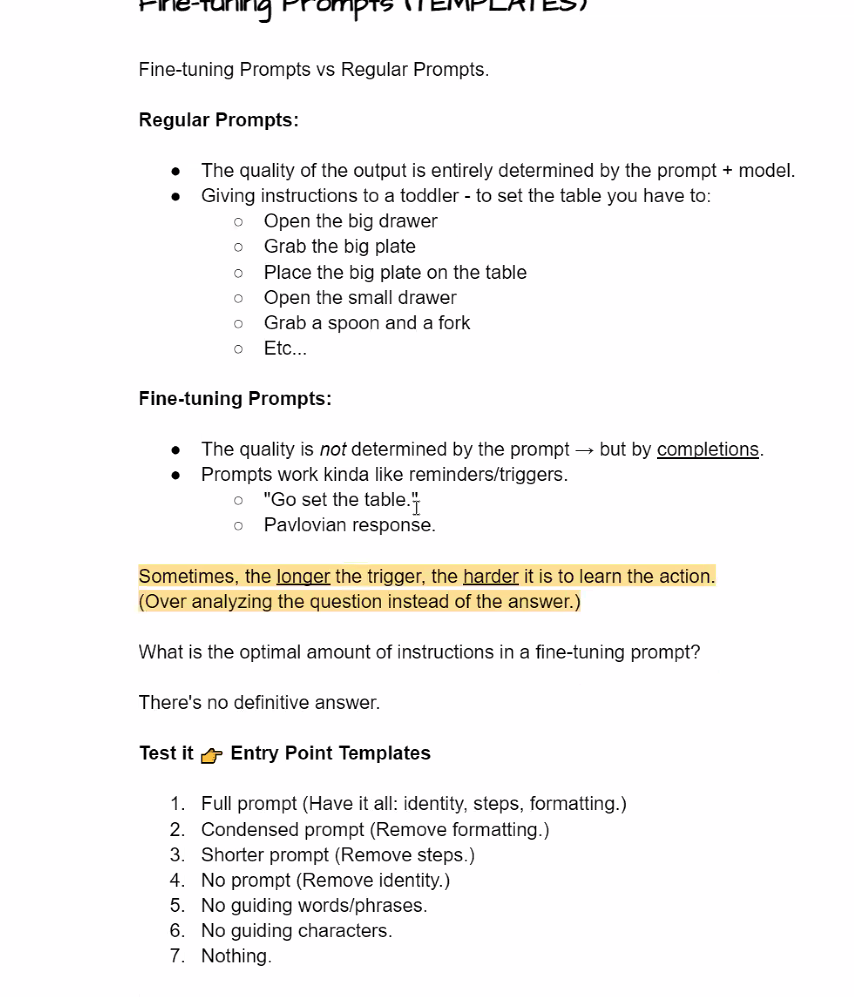 Fine-tuning Prompts (TEMPLATES)
Fine-tuning Prompts vs Regular Prompts.
Regular Prompts:
● The quality of the output is entirely determined by the prompt + model.
● Giving instructions to a toddler - to set the table you have to:
○ Open the big drawer
○ Grab the big plate
○ Place the big plate on the table
○ Open the small drawer
○ Grab a spoon and a fork
○ Etc...
Fine-tuning Prompts:
● The quality is not determined by the prompt → but by completions.
● Prompts work kinda like reminders/triggers.
○ "Go set the table."
○ Pavlovian response.
Sometimes, the longer the trigger, the harder it is to learn the action.
(Over analyzing the question instead of the answer.)
What is the optimal amount of instructions in a fine-tuning prompt?
There's no definitive answer.
Test it 👉 Entry Point Templates
1. Full prompt (Have it all: identity, steps, formatting.)
2. Condensed prompt (Remove formatting.)
3. Shorter prompt (Remove steps.)
4. No prompt (Remove identity.)
5. No guiding words/phrases.
6. No guiding characters.
7. Nothing.